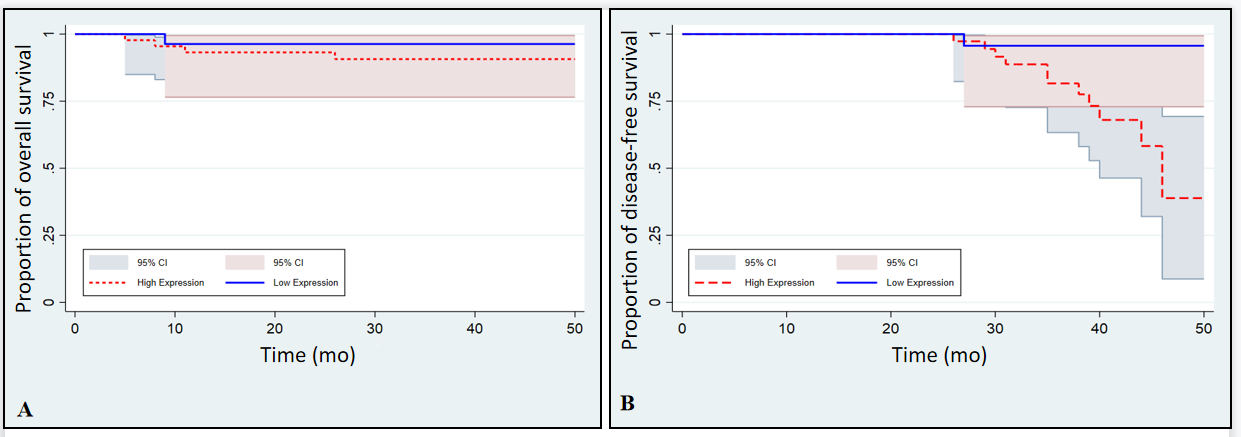 Proportion of overall survival
1
.75
.5
.25
0
95% CI 95% CI
High Expression Low Expression
0 10 20 30 40 50
Time (mo)
A
Proportion of disease-free survival
1
.75
.5
.25
0
95% CI 95% CI
High Expression Low Expression
0 10 20 30 40 50
Time (mo)
B